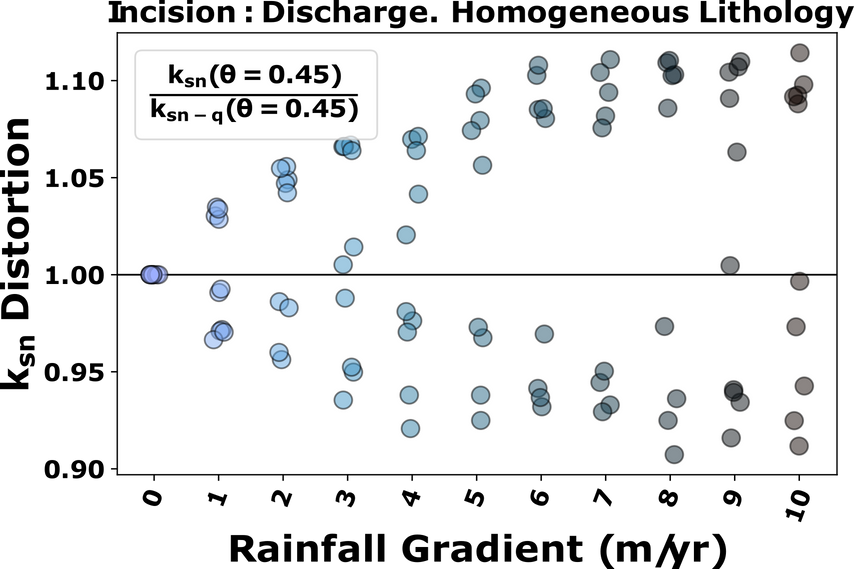 Incision : Discharge. Homogeneous Lithology
ksn(θ = 0.45)
ksn − q(θ = 0.45)
1.10
1.05
1.00
0.95
0.90
ksn Distortion
0 1 2 3 4 5 6 7 8 9 10
Rainfall Gradient (m/yr)